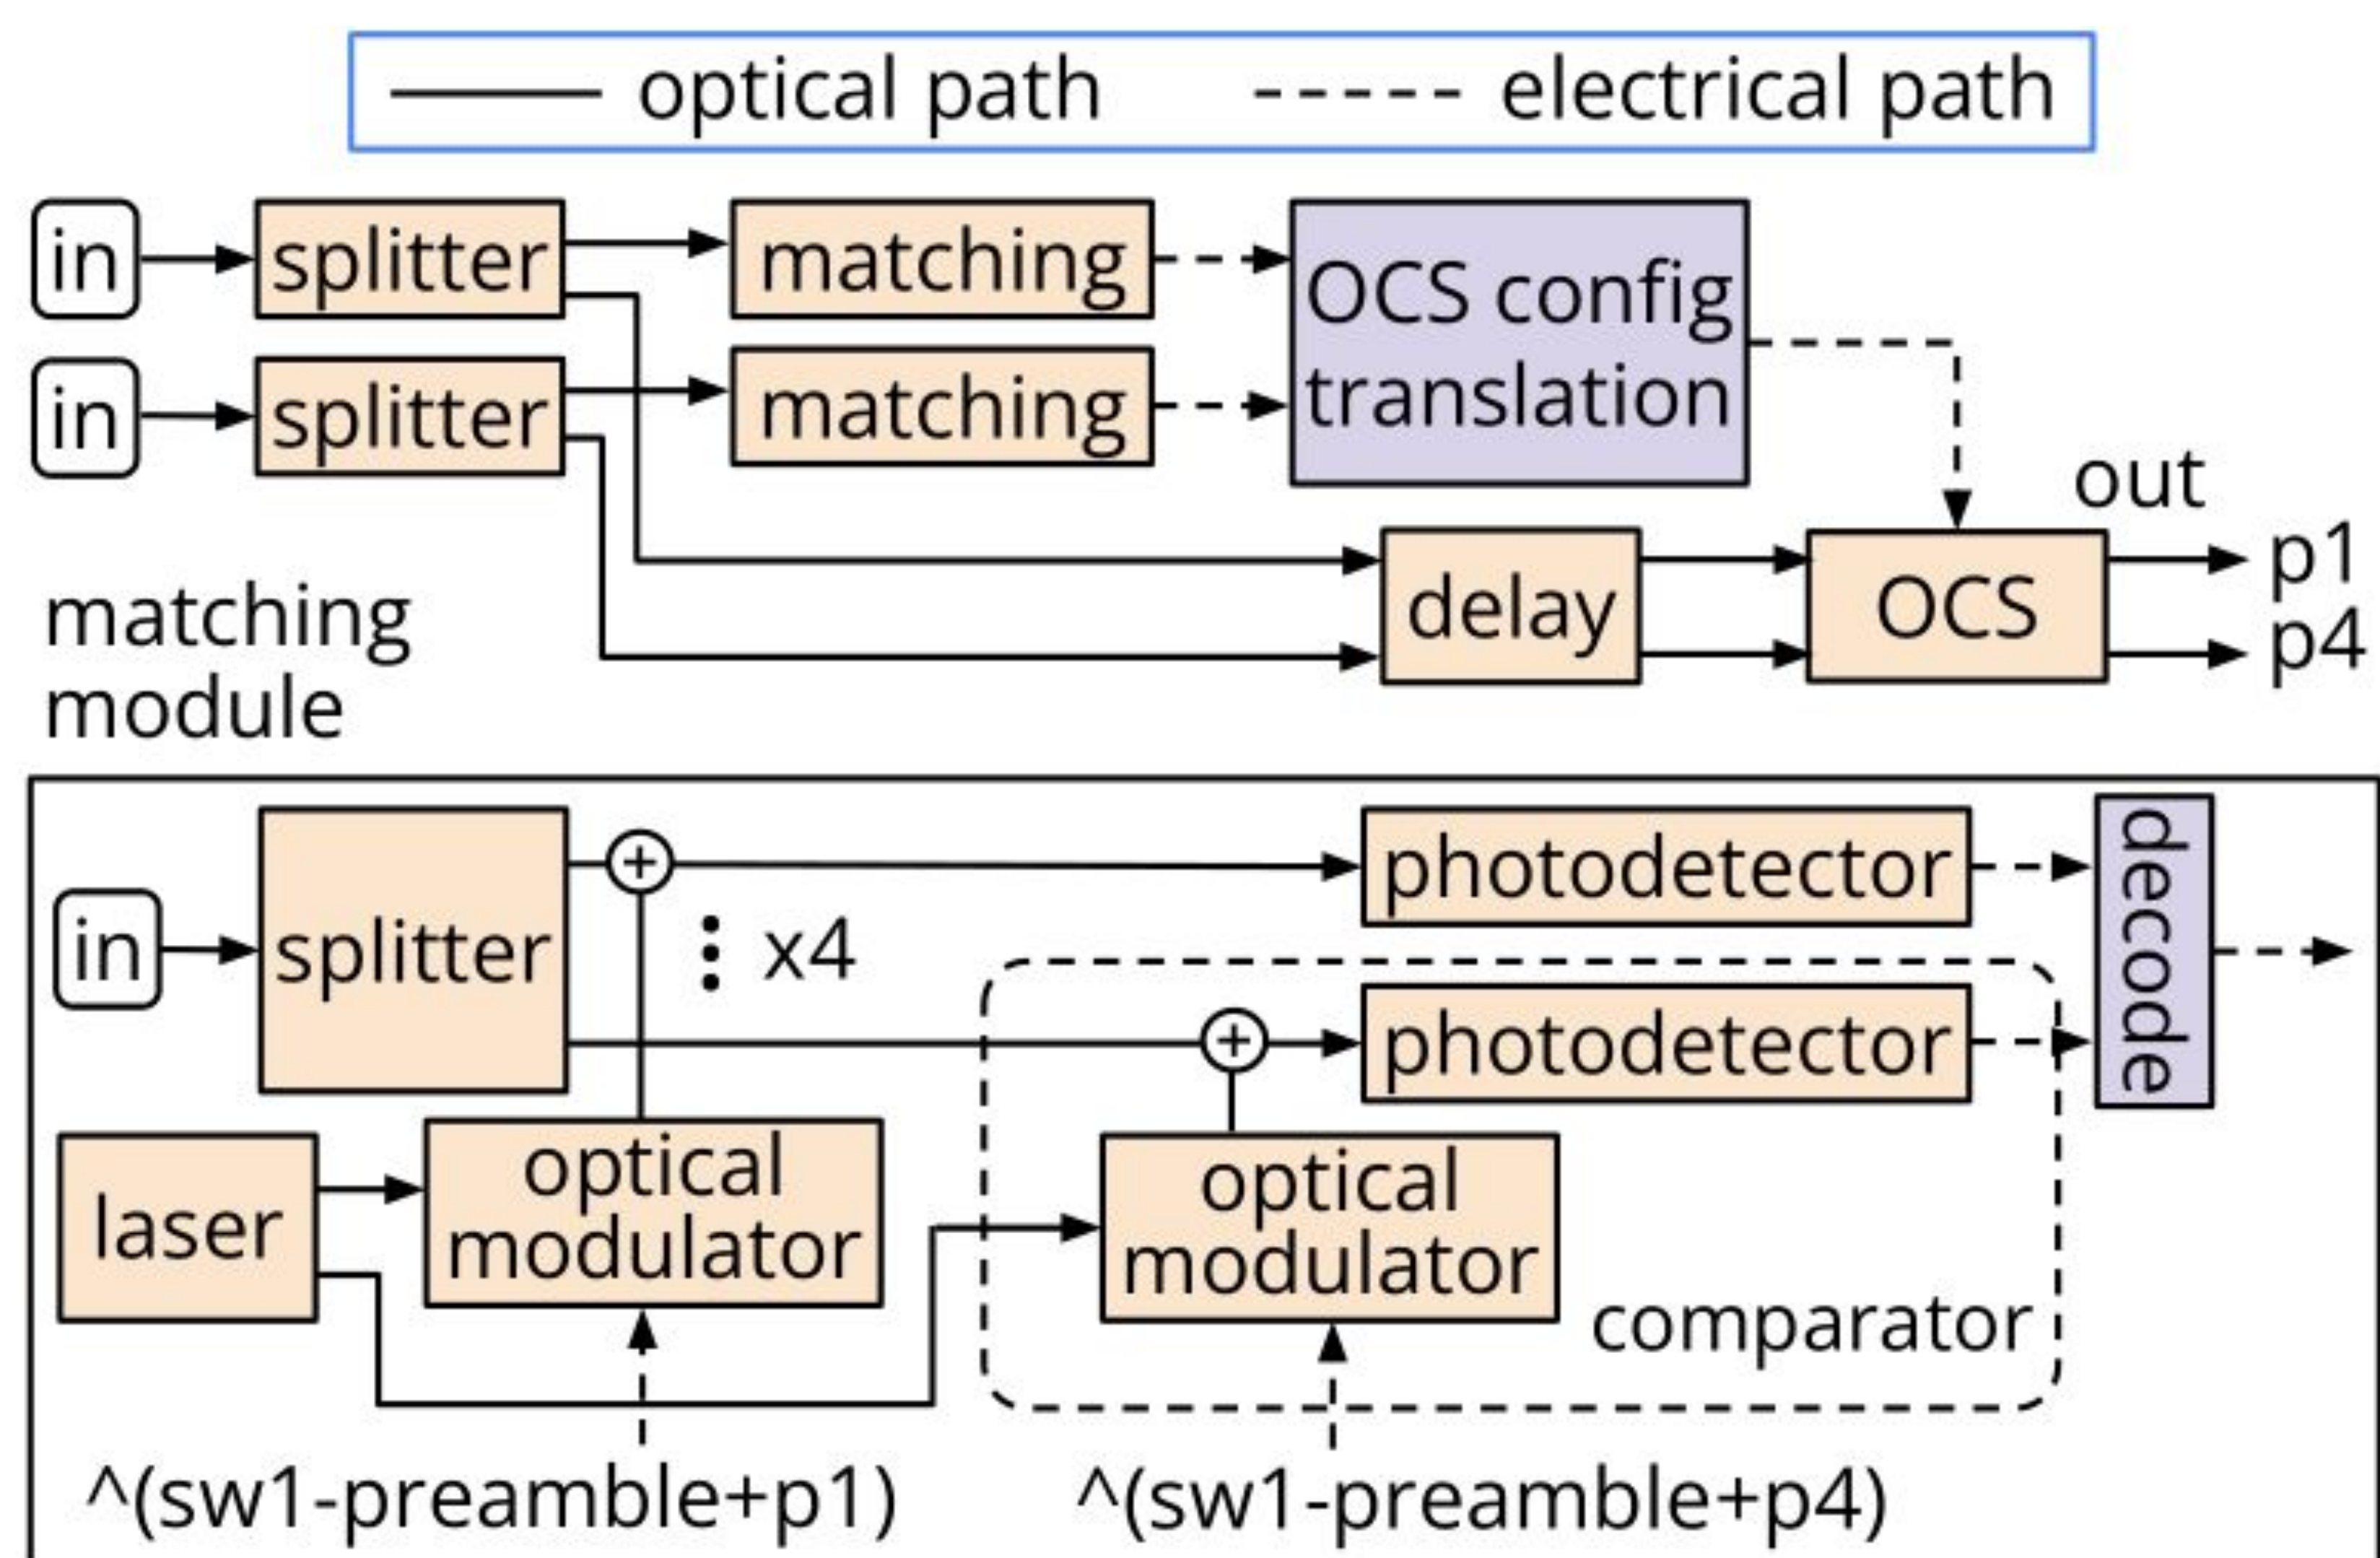 optical path
electrical path
in
splitter
matching
OCS config
translation
in
splitter
matching
out
delay
OCS
p1
p4
matching
module
in
splitter
x4
photodetector
photodetector
decode
laser
optical
modulator
optical
modulator
comparator
^(sw1-preamble+p1)
^(sw1-preamble+p4)